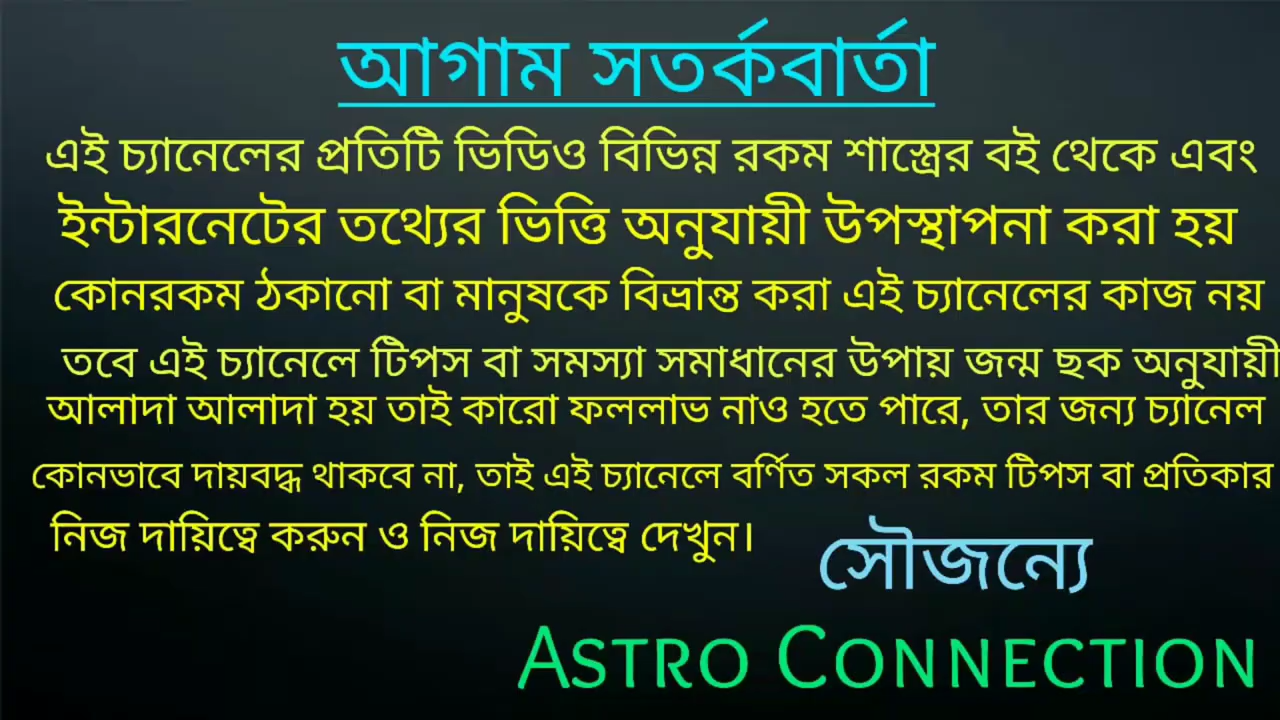 আগাম সতর্কবার্তা
এই চ্যানেলের প্রতিটি ভিডিও বিভিন্ন রকম শাস্ত্রের বই থেকে এবং
ইন্টারনেটের তথ্যের ভিত্তি অনুযায়ী উপস্থাপনা করা হয়
কোনরকম ঠকানো বা মানুষকে বিভ্রান্ত করা এই চ্যানেলের কাজ নয়
তবে এই চ্যানেলে টিপস বা সমস্যা সমাধানের উপায় জন্ম ছক অনুযায়ী
আলাদা আলাদা হয় তাই কারো ফললাভ নাও হতে পারে, তার জন্য চ্যানেল
কোনভাবে দায়বদ্ধ থাকবে না, তাই এই চ্যানেলে বর্ণিত সকল রকম টিপস বা প্রতিকার
নিজ দায়িত্বে করুন ও নিজ দায়িত্বে দেখুন।
সৌজন্যে
Astro Connection